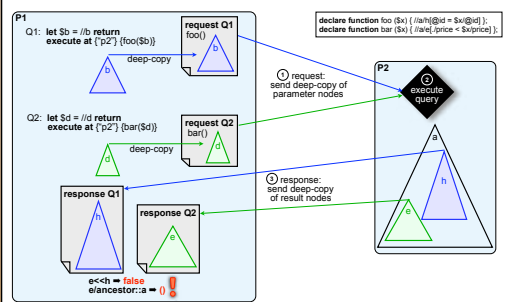 P1
Q1: let $b = //b return
execute at {"p2"} {foo($b)}
b
deep-copy
request Q1
foo()
b
declare function foo ($x) { //a/h[@id = $x/@id] };
declare function bar ($x) { //a/e[./price < $x/price] };
1 request:
send deep-copy of
parameter nodes
P2
2
execute
query
Q2: let $d = //d return
execute at {"p2"} {bar($d)}
d
deep-copy
request Q2
bar()
d
a
h
e
3 response:
send deep-copy
of result nodes
response Q1
h
response Q2
e
e<<h ➡ false
e/ancestor::a ➡ ()
!